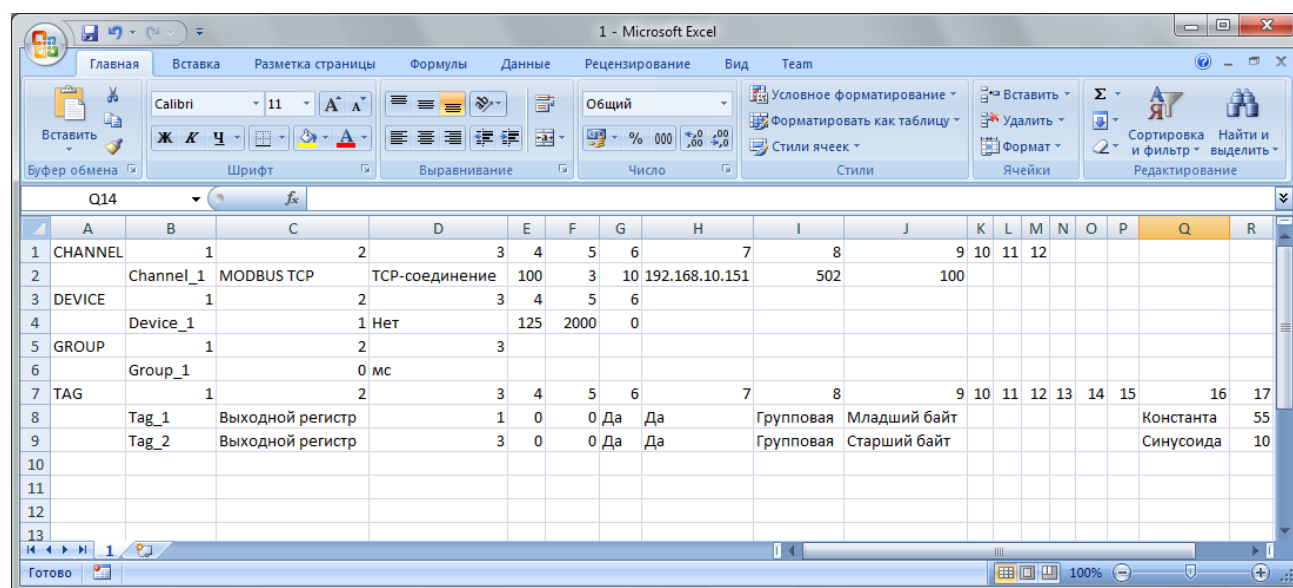 1 - Microsoft Excel
Главная Вставка Разметка страницы Формулы Данные Рецензирование Вид Team
Вставить
Буфер обмена
Calibri 11 A A
Ж К Ч A
Шрифт
Выравнивание
Общий
% 000 ,0 ,00 ,00 ,0
Число
Условное форматирование
Форматировать как таблицу
Стили ячеек
Стили
Вставить
Удалить
Формат
Ячейки
Σ
Сортировка и фильтр
Найти и выделить
Редактирование
Q14 fx
A B C D E F G H I J K L M N O P Q R
1 CHANNEL 1 2 3 4 5 6 7 8 9 10 11 12
2 Channel_1 MODBUS TCP TCP-соединение 100 3 10 192.168.10.151 502 100
3 DEVICE 1 2 3 4 5 6
4 Device_1 1 Нет 125 2000 0
5 GROUP 1 2 3
6 Group_1 0 мс
7 TAG 1 2 3 4 5 6 7 8 9 10 11 12 13 14 15 16 17
8 Tag_1 Выходной регистр 1 0 0 Да Да Групповая Младший байт Константа 55
9 Tag_2 Выходной регистр 3 0 0 Да Да Групповая Старший байт Синусоида 10
10
11
12
13
1
Готово 100%